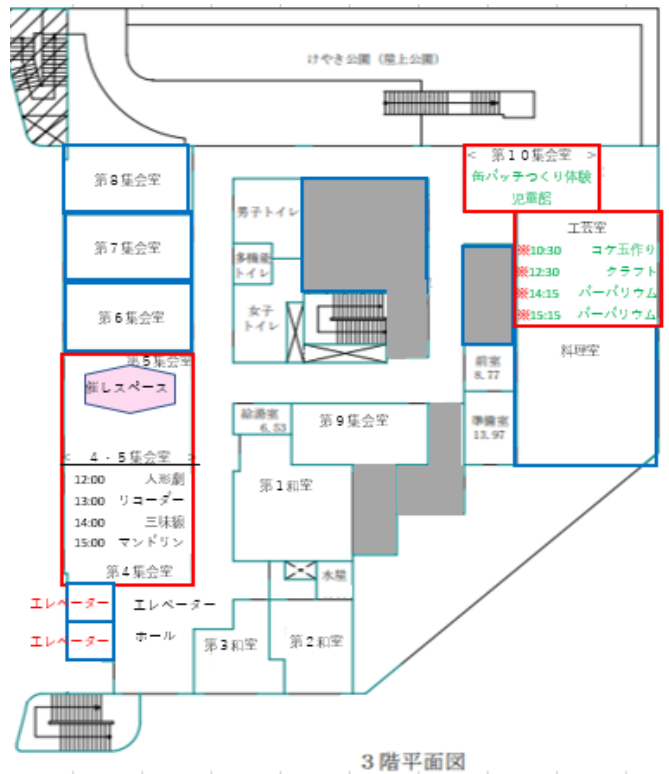 けやき公園（屋上公園）
第８集会室
男子トイレ
< 第１０集会室 >
缶バッチつくり体験
児童館
第７集会室
多機能
トイレ
工芸室
※10:30 コケ玉作り
※12:30 クラフト
※14:15 バーバリウム
※15:15 バーバリウム
第６集会室
女子
トイレ
料理室
前室
8.77
第５集会室
催しスペース
準備室
13.97
給湯室
6.53
第９集会室
< ４・５集会室 >
12:00 人形劇
13:00 リコーダー
14:00 三味線
15:00 マンドリン
第１和室
第４集会室
水屋
エレベーター
エレベーター
エレベーター
ホール
第３和室
第２和室
３階平面図